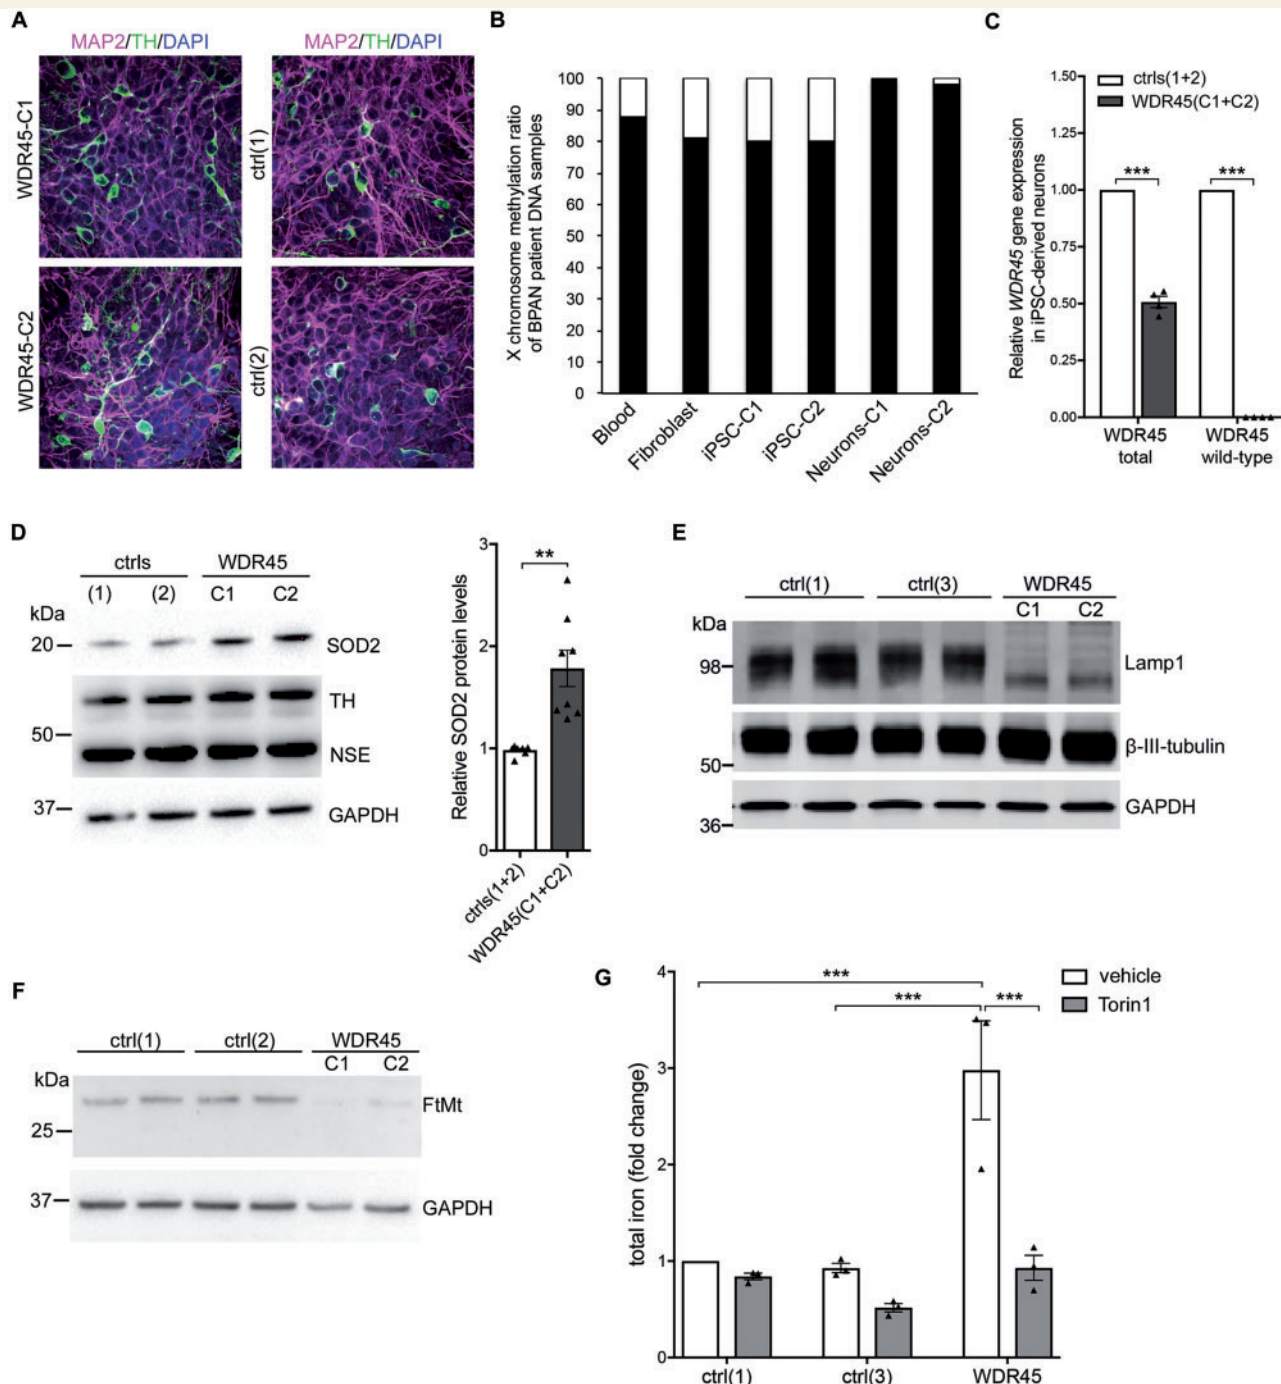 A
MAP2/TH/DAPI
MAP2/TH/DAPI
WDR45-C1
ctrl(1)
WDR45-C2
ctrl(2)
B
X chromosome methylation ratio
of BPAN patient DNA samples
100
90
80
70
60
50
40
30
20
10
0
Blood
Fibroblast
iPSC-C1
iPSC-C2
Neurons-C1
Neurons-C2
C
ctrls(1+2)
WDR45(C1+C2)
Relative WDR45 gene expression
in iPSC-derived neurons
1.50
1.25
1.00
0.75
0.50
0.25
0.00
***
***
WDR45
total
WDR45
wild-type
D
ctrls
WDR45
(1)
(2)
C1
C2
kDa
20
SOD2
TH
50
NSE
37
GAPDH
Relative SOD2 protein levels
3
2
1
0
**
ctrls(1+2)
WDR45(C1+C2)
E
ctrl(1)
ctrl(3)
WDR45
C1
C2
kDa
98
Lamp1
β-III-tubulin
50
GAPDH
36
F
ctrl(1)
ctrl(2)
WDR45
C1
C2
kDa
FtMt
25
37
GAPDH
G
vehicle
Torin1
total iron (fold change)
4
3
2
1
0
***
***
***
ctrl(1)
ctrl(3)
WDR45